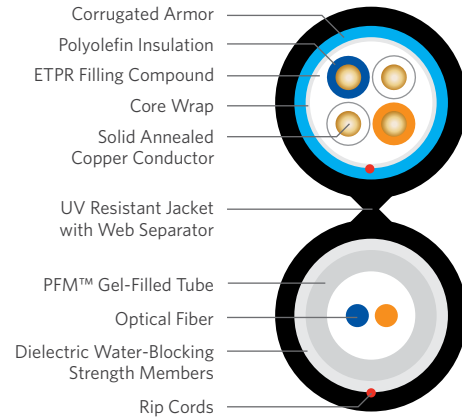 Corrugated Armor
Polyolefin Insulation
ETPR Filling Compound
Core Wrap
Solid Annealed
Copper Conductor
UV Resistant Jacket
with Web Separator
PFM™ Gel-Filled Tube
Optical Fiber
Dielectric Water-Blocking
Strength Members
Rip Cords